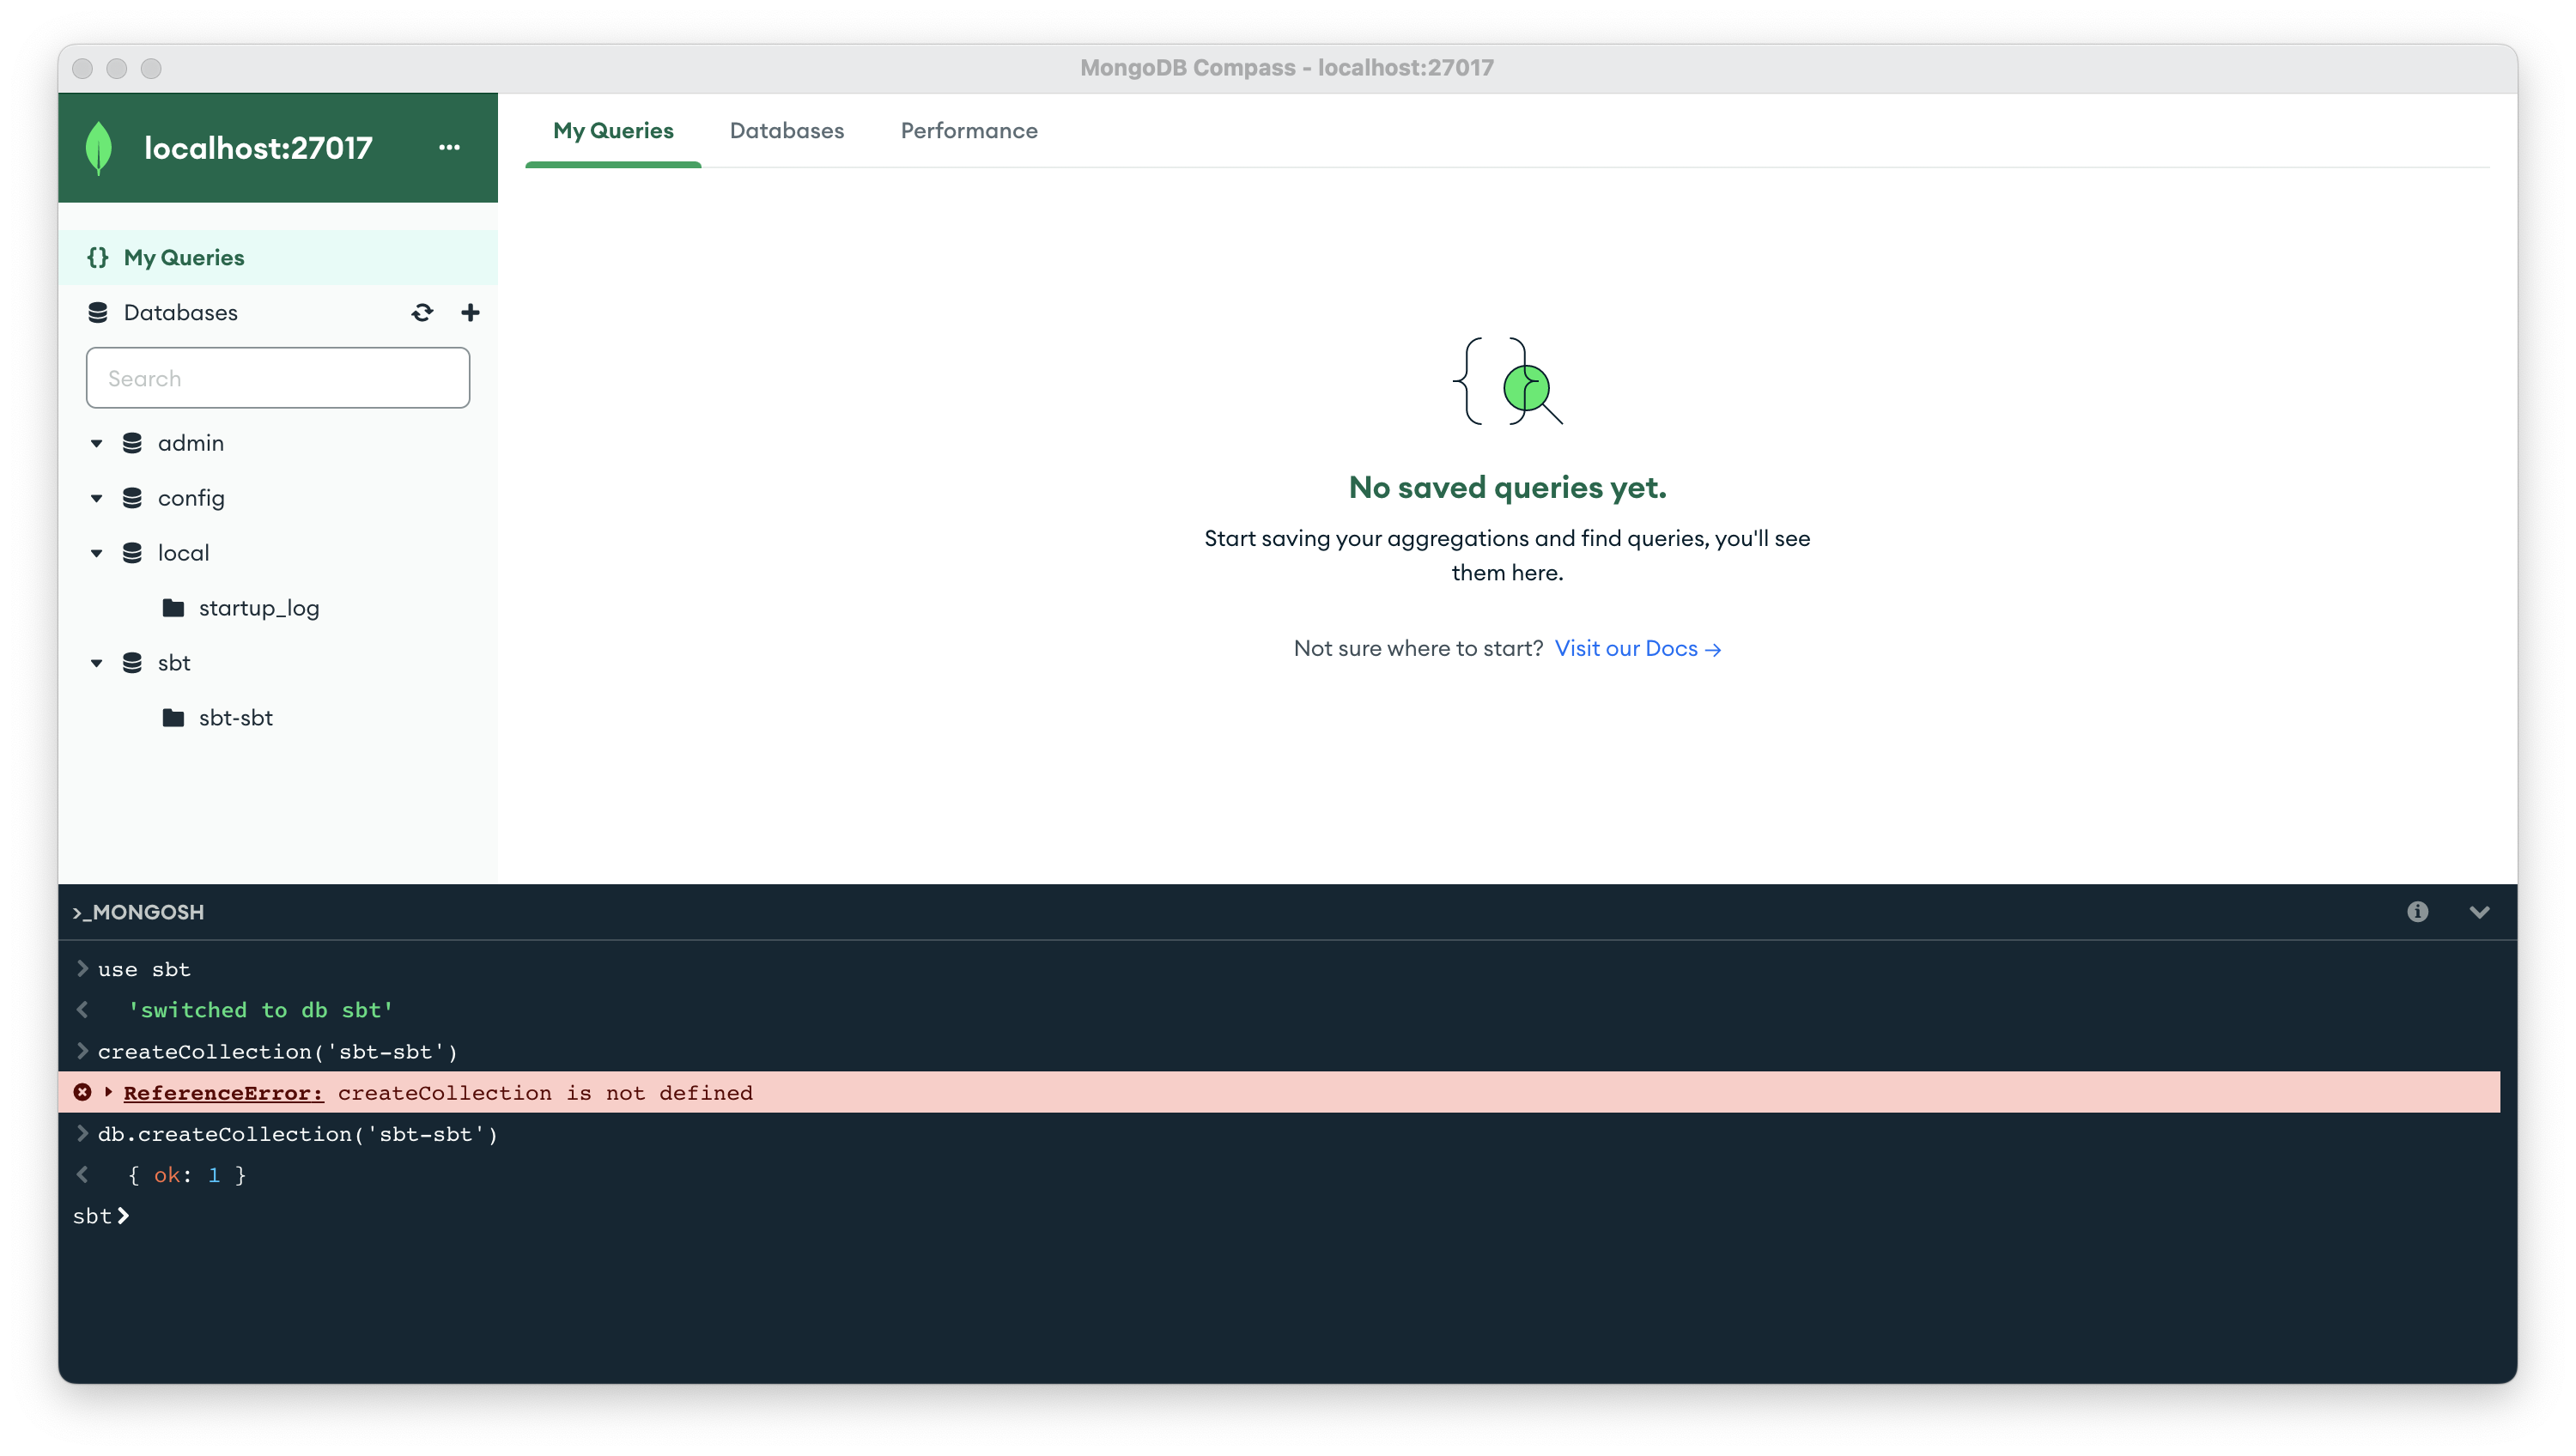 MongoDB Compass - localhost:27017
localhost:27017
My Queries
Databases
Performance
{} My Queries
Databases
Search
admin
config
local
startup_log
sbt
sbt-sbt
No saved queries yet.
Start saving your aggregations and find queries, you'll see
them here.
Not sure where to start? Visit our Docs →
>_MONGOSH
> use sbt
< 'switched to db sbt'
> createCollection('sbt-sbt')
ReferenceError: createCollection is not defined
> db.createCollection('sbt-sbt')
< { ok: 1 }
sbt>